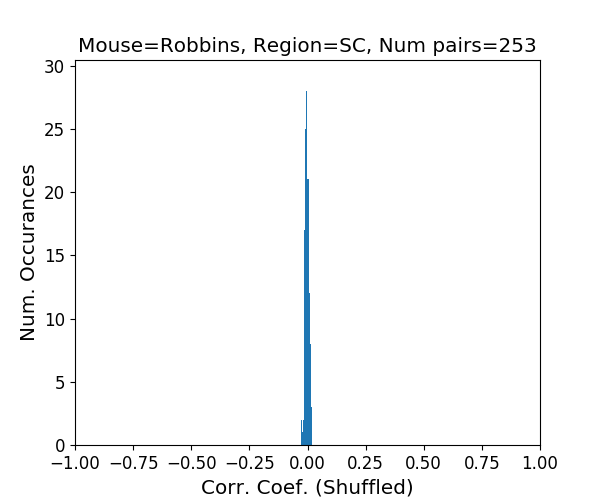 Mouse=Robbins, Region=SC, Num pairs=253
30
25
20
15
10
5
0
Num. Occurances
−1.00 −0.75 −0.50 −0.25 0.00 0.25 0.50 0.75 1.00
Corr. Coef. (Shuffled)